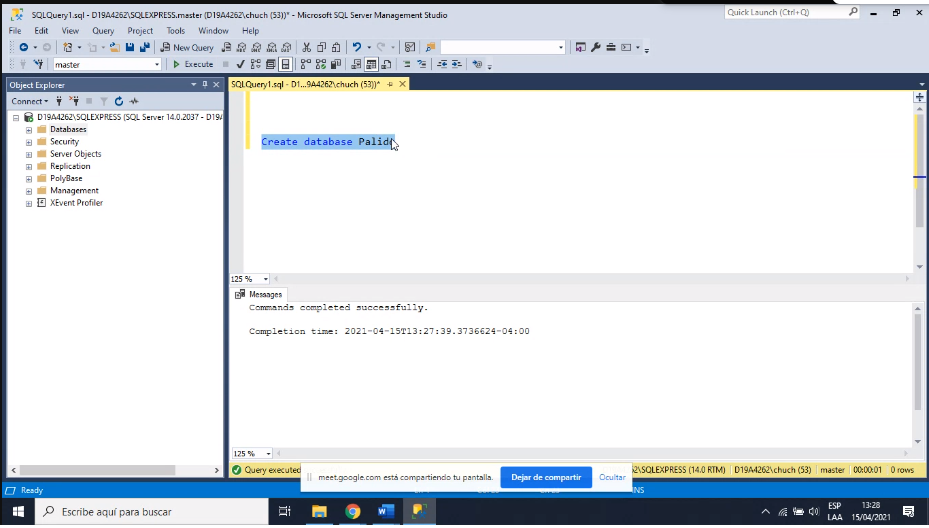 SQLQuery1.sql - D19A4262\SQLEXPRESS.master (D19A4262\chuch (53))* - Microsoft SQL Server Management Studio
Quick Launch (Ctrl+Q)
File Edit View Query Project Tools Window Help
New Query
master
Execute
Object Explorer
SQLQuery1.sql - D1...9A4262\chuch (53))*
Connect
D19A4262\SQLEXPRESS (SQL Server 14.0.2037 - D19A
Databases
Security
Server Objects
Replication
PolyBase
Management
XEvent Profiler
Create database Palid
125 %
Messages
Commands completed successfully.
Completion time: 2021-04-15T13:27:39.3736624-04:00
125 %
Query executed
\SQLEXPRESS (14.0 RTM) D19A4262\chuch (53) master 00:00:01 0 rows
meet.google.com está compartiendo tu pantalla. Dejar de compartir Ocultar
Ready
INS
Escribe aquí para buscar
ESP
LAA
13:28
15/04/2021